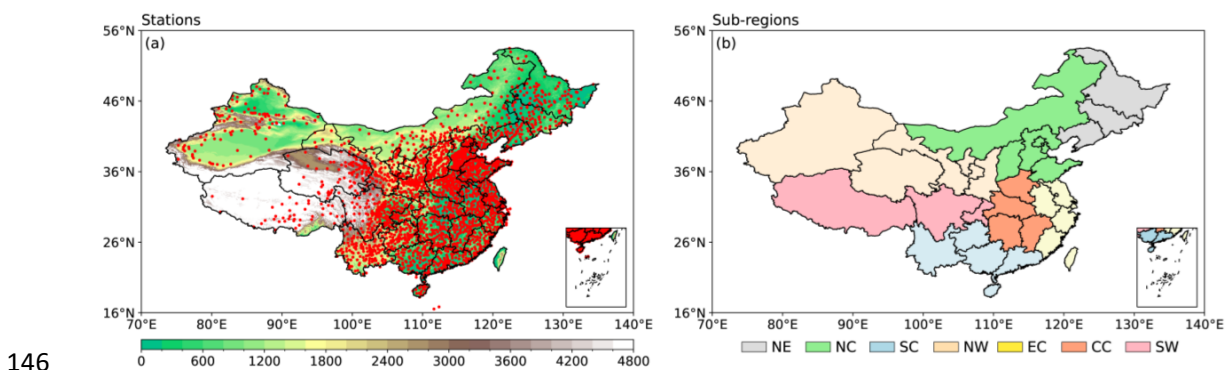 Stations
56°N
(a)
46°N
36°N
26°N
16°N
70°E 80°E 90°E 100°E 110°E 120°E 130°E 140°E
0 600 1200 1800 2400 3000 3600 4200 4800
Sub-regions
56°N
(b)
46°N
36°N
26°N
16°N
70°E 80°E 90°E 100°E 110°E 120°E 130°E 140°E
NE NC SC NW EC CC SW
146